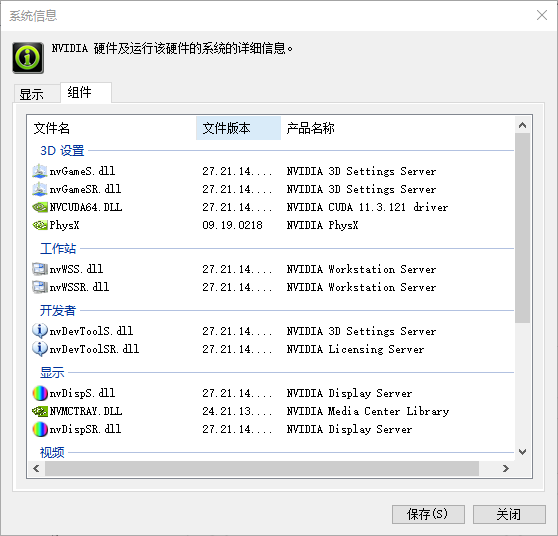 系统信息
NVIDIA 硬件及运行该硬件的系统的详细信息。
显示 组件
文件名 文件版本 产品名称
3D 设置
nvGameS.dll 27.21.14.... NVIDIA 3D Settings Server
nvGameSR.dll 27.21.14.... NVIDIA 3D Settings Server
NVCUDA64.DLL 27.21.14.... NVIDIA CUDA 11.3.121 driver
PhysX 09.19.0218 NVIDIA PhysX
工作站
nvWSS.dll 27.21.14.... NVIDIA Workstation Server
nvWSSR.dll 27.21.14.... NVIDIA Workstation Server
开发者
nvDevToolS.dll 27.21.14.... NVIDIA 3D Settings Server
nvDevToolSR.dll 27.21.14.... NVIDIA Licensing Server
显示
nvDispS.dll 27.21.14.... NVIDIA Display Server
NVMCTRAY.DLL 24.21.13.... NVIDIA Media Center Library
nvDispSR.dll 27.21.14.... NVIDIA Display Server
视频
保存(S) 关闭